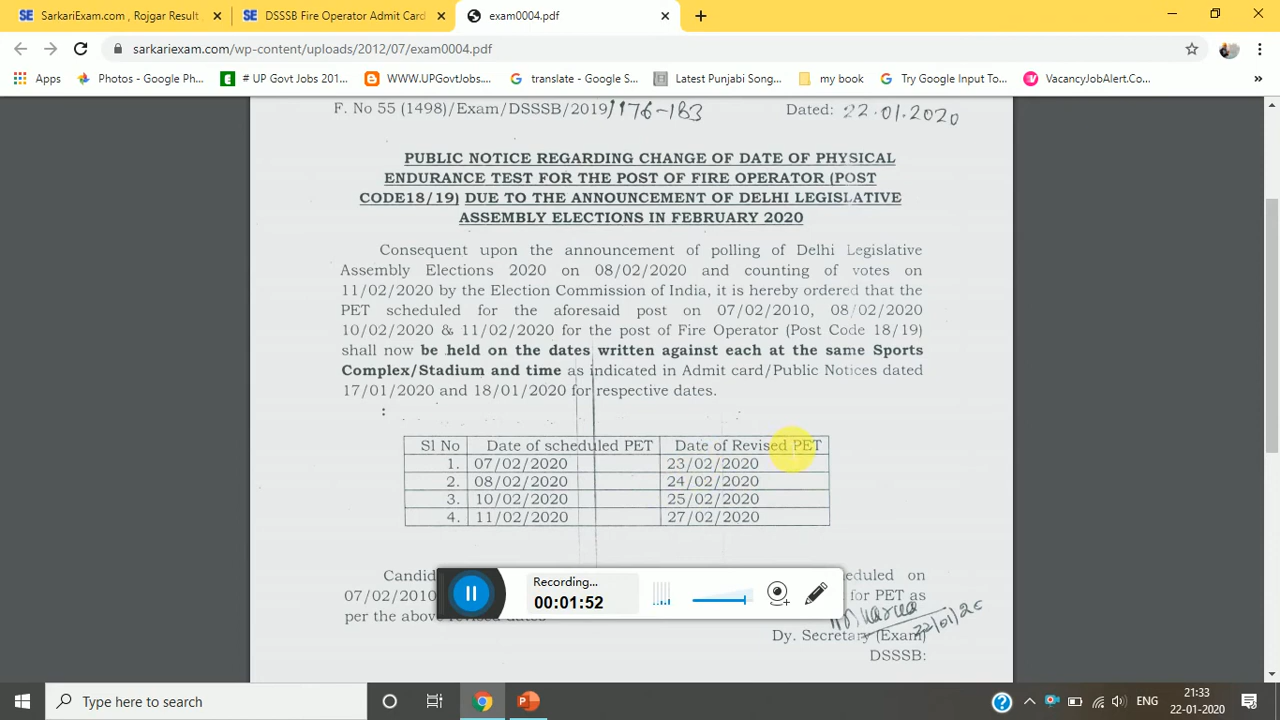 SarkariExam.com , Rojgar Result
DSSSB Fire Operator Admit Card
exam0004.pdf
sarkariexam.com/wp-content/uploads/2012/07/exam0004.pdf
Apps
Photos - Google Ph...
# UP Govt Jobs 201...
WWW.UPGovtJobs....
translate - Google S...
Latest Punjabi Song...
my book
Try Google Input To...
VacancyJobAlert.Co...
F. No 55 (1498)/Exam/DSSSB/2019/1176-183 Dated: 22.01.2020
PUBLIC NOTICE REGARDING CHANGE OF DATE OF PHYSICAL
ENDURANCE TEST FOR THE POST OF FIRE OPERATOR (POST
CODE18/19) DUE TO THE ANNOUNCEMENT OF DELHI LEGISLATIVE
ASSEMBLY ELECTIONS IN FEBRUARY 2020
Consequent upon the announcement of polling of Delhi Legislative
Assembly Elections 2020 on 08/02/2020 and counting of votes on
11/02/2020 by the Election Commission of India, it is hereby ordered that the
PET scheduled for the aforesaid post on 07/02/2010, 08/02/2020
10/02/2020 & 11/02/2020 for the post of Fire Operator (Post Code 18/19)
shall now be held on the dates written against each at the same Sports
Complex/Stadium and time as indicated in Admit card/Public Notices dated
17/01/2020 and 18/01/2020 for respective dates.
Sl No Date of scheduled PET Date of Revised PET
1. 07/02/2020 23/02/2020
2. 08/02/2020 24/02/2020
3. 10/02/2020 25/02/2020
4. 11/02/2020 27/02/2020
07/02/2010 for PET as
per the above revised dates
22/01/20
Dy. Secretary (Exam)
DSSSB:
Recording...
00:01:52
Type here to search
ENG
21:33
22-01-2020